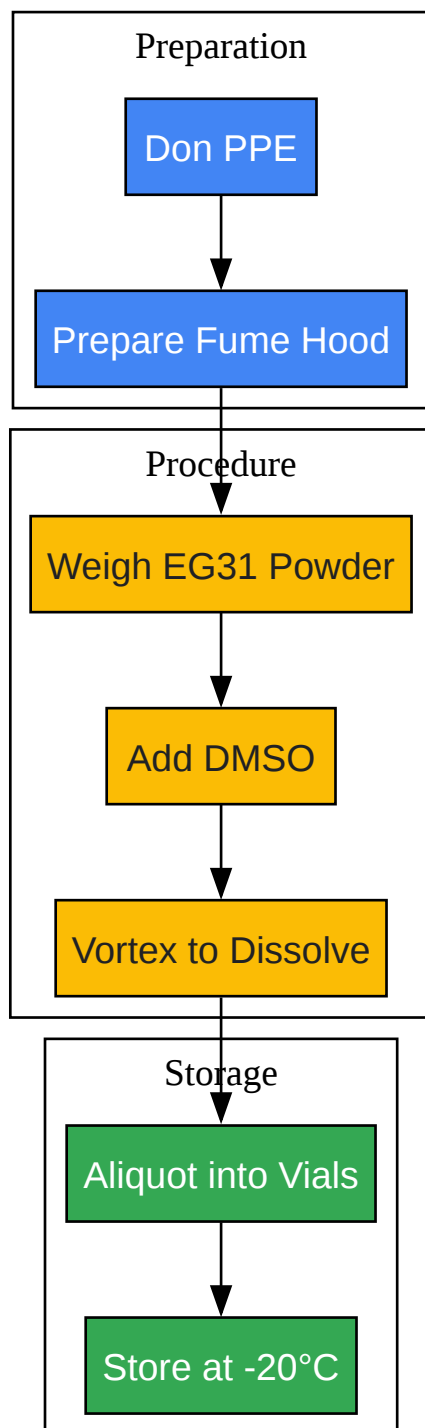 Preparation
Don PPE
Prepare Fume Hood
Procedure
Weigh EG31 Powder
Add DMSO
Vortex to Dissolve
Storage
Aliquot into Vials
Store at -20°C